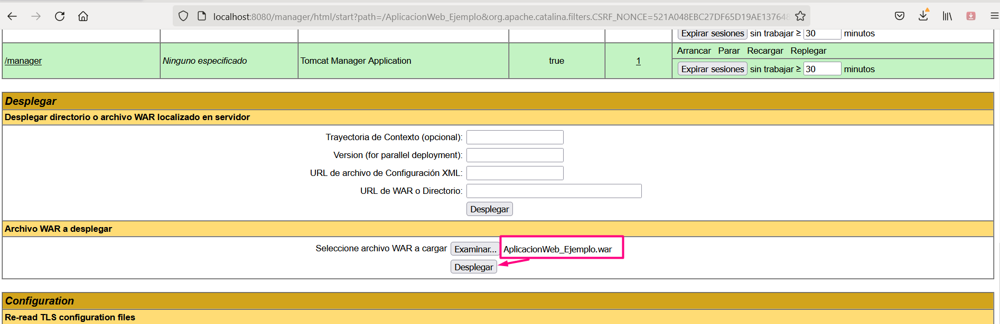 localhost:8080/manager/html/start?path=/AplicacionWeb_Ejemplo&org.apache.catalina.filters.CSRF_NONCE=521A048EBC27DF65D19AE137648
Expirar sesiones sin trabajar ≥ 30 minutos
/manager Ninguno especificado Tomcat Manager Application true 1 Arrancar Parar Recargar Replegar
Expirar sesiones sin trabajar ≥ 30 minutos
Desplegar
Desplegar directorio o archivo WAR localizado en servidor
Trayectoria de Contexto (opcional):
Version (for parallel deployment):
URL de archivo de Configuración XML:
URL de WAR o Directorio:
Desplegar
Archivo WAR a desplegar
Seleccione archivo WAR a cargar Examinar... AplicacionWeb_Ejemplo.war
Desplegar
Configuration
Re-read TLS configuration files